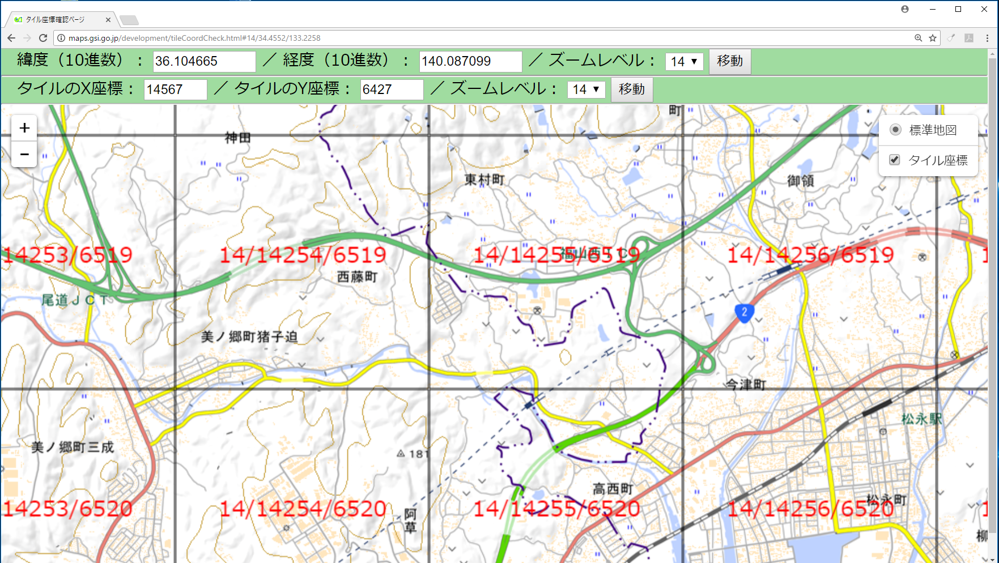 タイル座標確認ページ
maps.gsi.go.jp/development/tileCoordCheck.html#14/34.4552/133.2258
緯度（10進数）： 36.104665 ／ 経度（10進数）： 140.087099 ／ ズームレベル： 14 移動
タイルのX座標： 14567 ／ タイルのY座標： 6427 ／ ズームレベル： 14 移動
+
−
標準地図
タイル座標
町
神田
東村町
御領
14253/6519
14/14254/6519
14/14255/6519
14/14256/6519
福山西ＩＣ
西藤町
尾道ＪＣＴ
2
美ノ郷町猪子迫
今津町
松永駅
美ノ郷町三成
181
高西町
松永町
14253/6520
14/14254/6520
14/14255/6520
14/14256/6520
阿草
柳